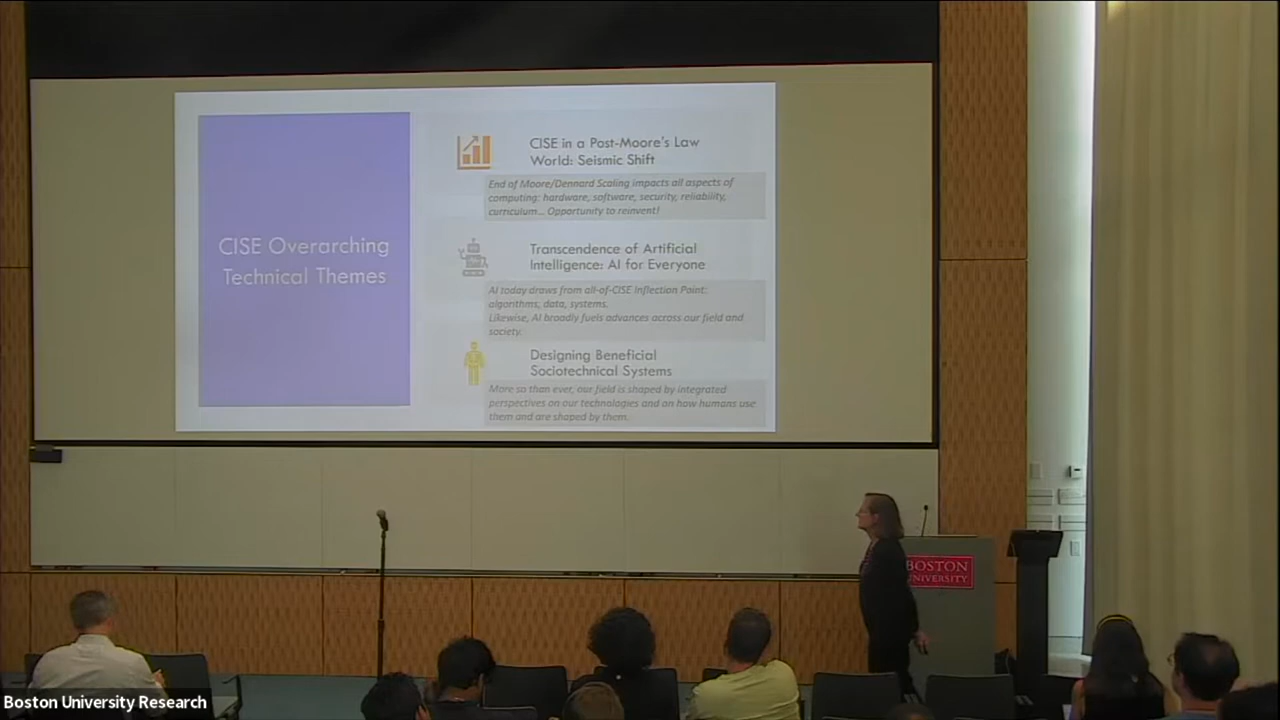 CISE Overarching
Technical Themes
CISE in a Post-Moore's Law
World: Seismic Shift
End of Moore/Dennard Scaling impacts all aspects of
computing: hardware, software, security, reliability,
curriculum... Opportunity to reinvent!
Transcendence of Artificial
Intelligence: AI for Everyone
AI today draws from all-of-CISE Inflection Point:
algorithms, data, systems.
Likewise, AI broadly fuels advances across our field and
society.
Designing Beneficial
Sociotechnical Systems
More so than ever, our field is shaped by integrated
perspectives on our technologies and on how humans use
them and are shaped by them.
BOSTON
UNIVERSITY
Boston University Research